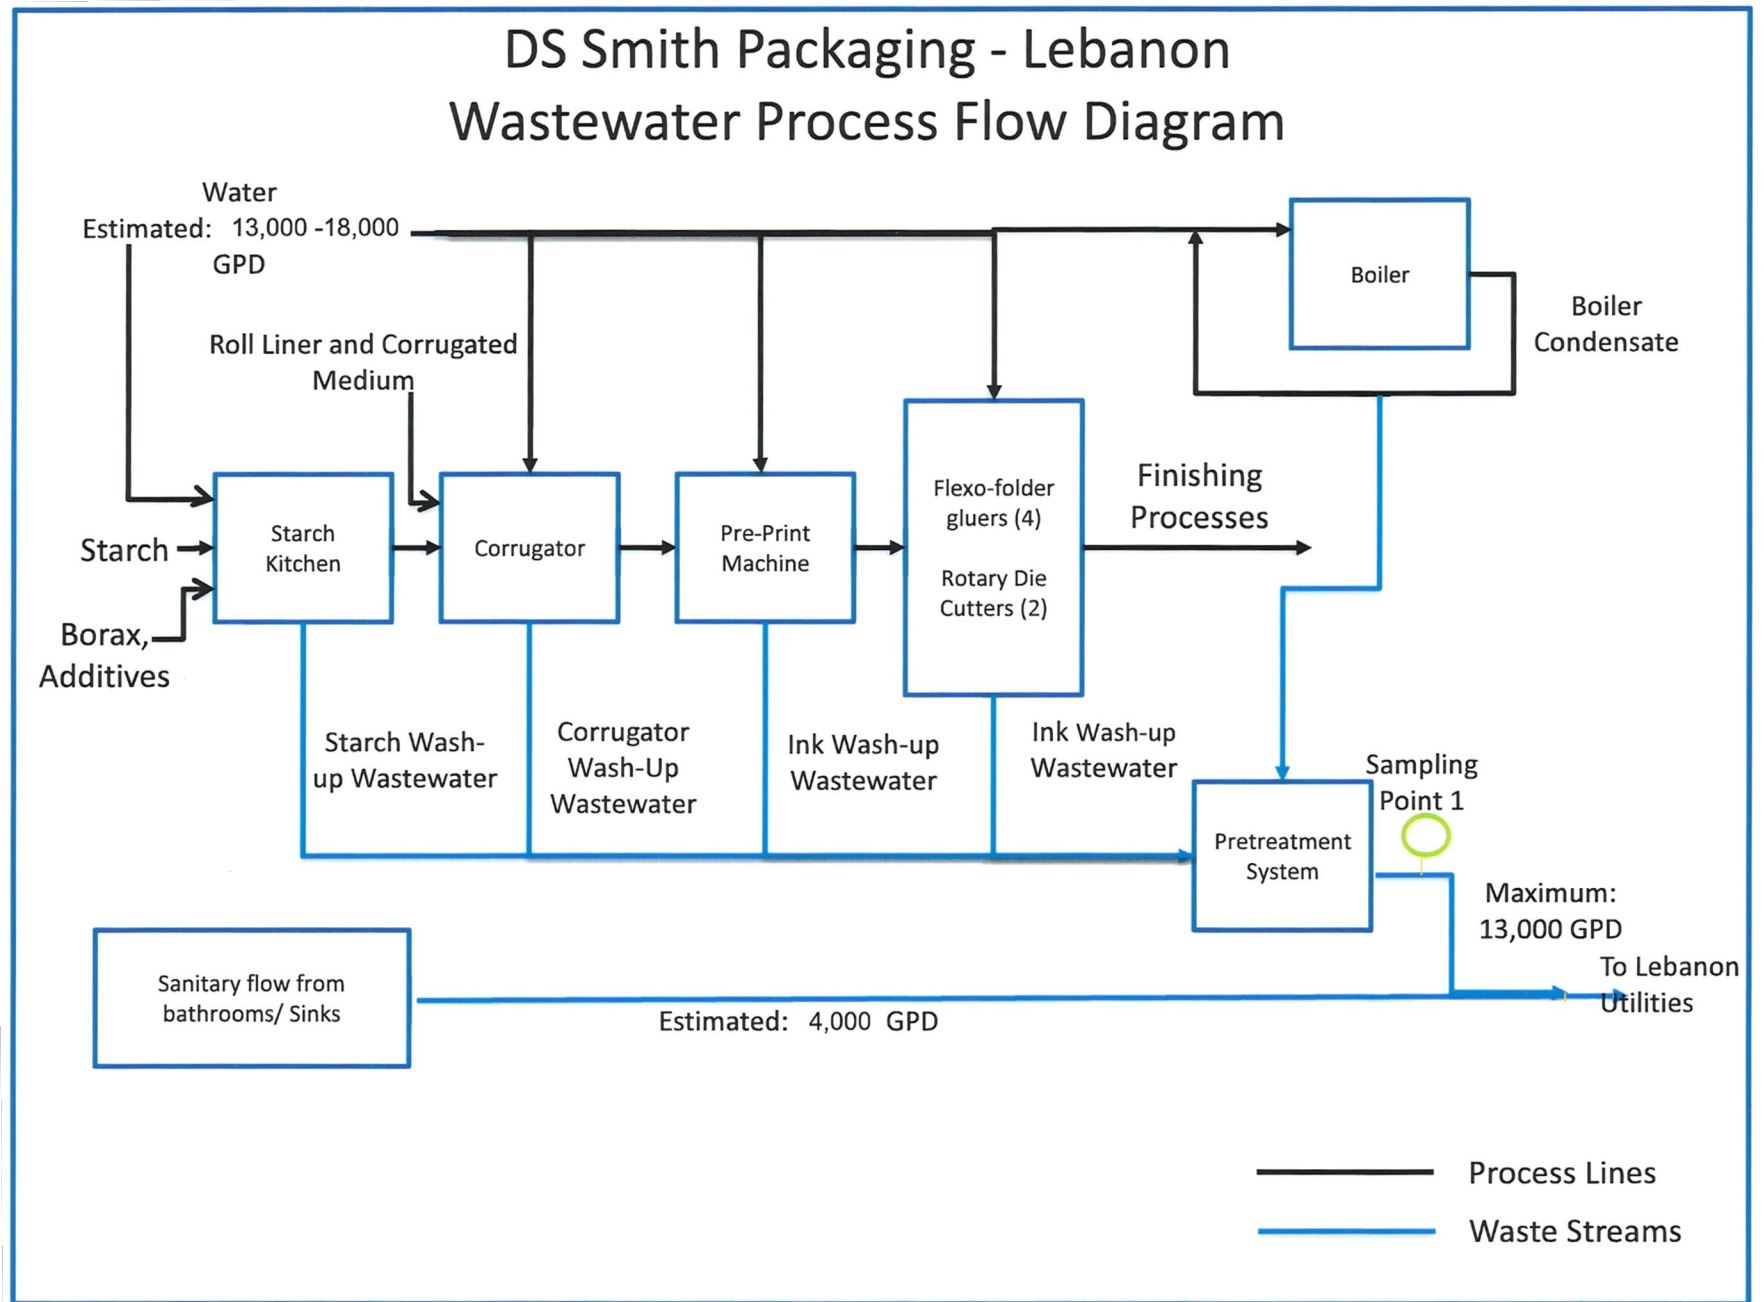 DS Smith Packaging - Lebanon
Wastewater Process Flow Diagram
Water
Estimated: 13,000 -18,000
GPD
Boiler
Boiler
Condensate
Roll Liner and Corrugated
Medium
Starch
Kitchen
Corrugator
Pre-Print
Machine
Flexo-folder
gluers (4)
Rotary Die
Cutters (2)
Finishing
Processes
Starch
Borax,
Additives
Starch Wash-
up Wastewater
Corrugator
Wash-Up
Wastewater
Ink Wash-up
Wastewater
Ink Wash-up
Wastewater
Sampling
Point 1
Pretreatment
System
Maximum:
13,000 GPD
To Lebanon
Utilities
Sanitary flow from
bathrooms/ Sinks
Estimated: 4,000 GPD
Process Lines
Waste Streams